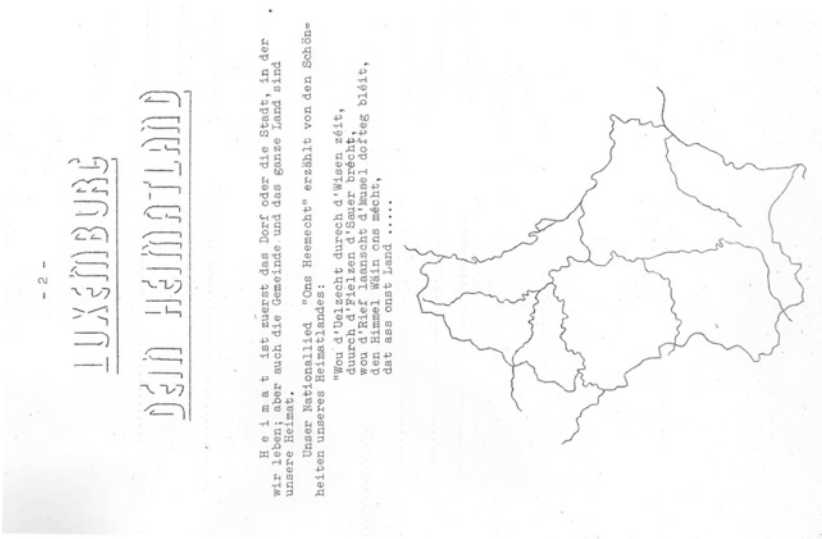 - 2 -
LUXEMBURG
DEIN HEIMATLAND
H e i m a t ist zuerst das Dorf oder die Stadt, in der
wir leben; aber auch die Gemeinde und das ganze Land sind
unsere Heimat.
Unser Nationallied "Ons Heemecht" erzählt von den Schön=
heiten unseres Heimatlandes:
"Wou d'Uelzecht durech d'Wisen zéit,
duurch d'Fielzen d'Sauer brécht,
wou d'Rief laanscht d'Musel dofteg bléit,
den Himmel Wäin ons mécht,
dat ass onst Land .....